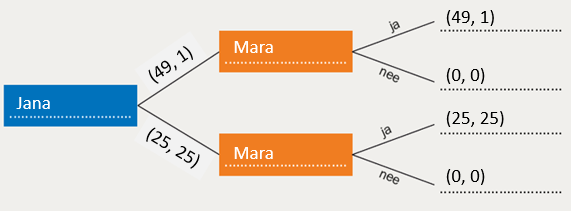 Jana
(49, 1)
(25, 25)
Mara
ja
(49, 1)
nee
(0, 0)
Mara
ja
(25, 25)
nee
(0, 0)